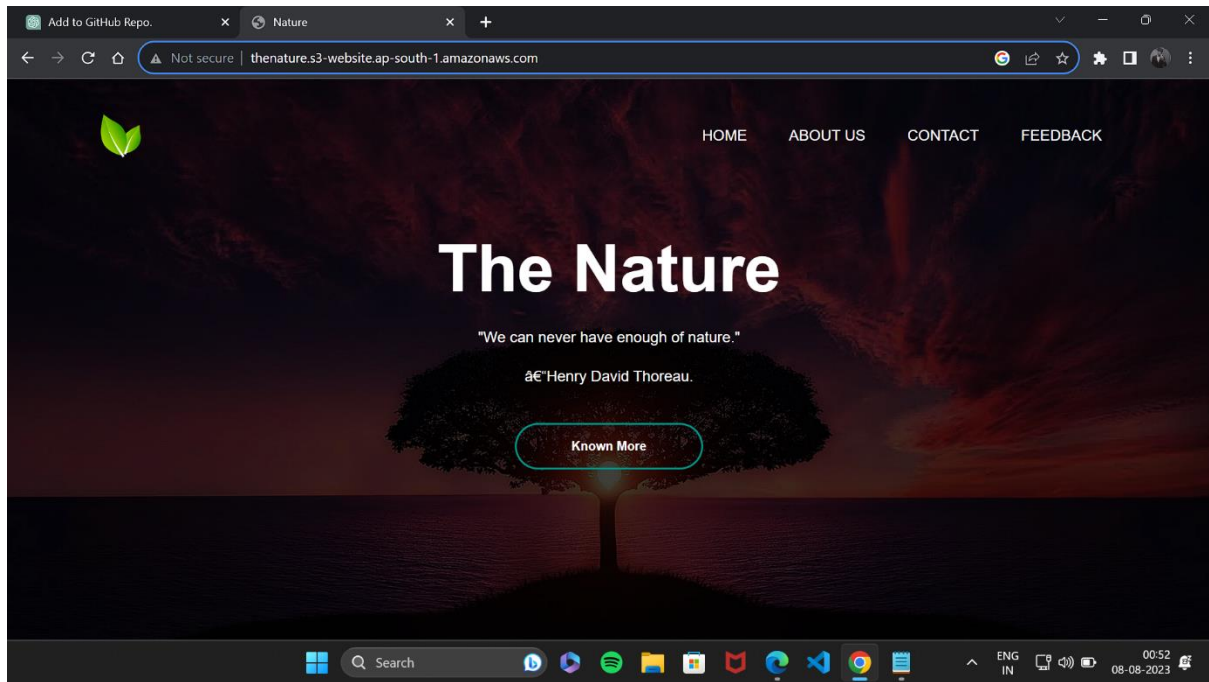 Add to GitHub Repo.
Nature
Not secure | thenature.s3-website.ap-south-1.amazonaws.com
HOME ABOUT US CONTACT FEEDBACK
The Nature
"We can never have enough of nature."
â€“Henry David Thoreau.
Known More
Search
ENG
IN
00:52
08-08-2023